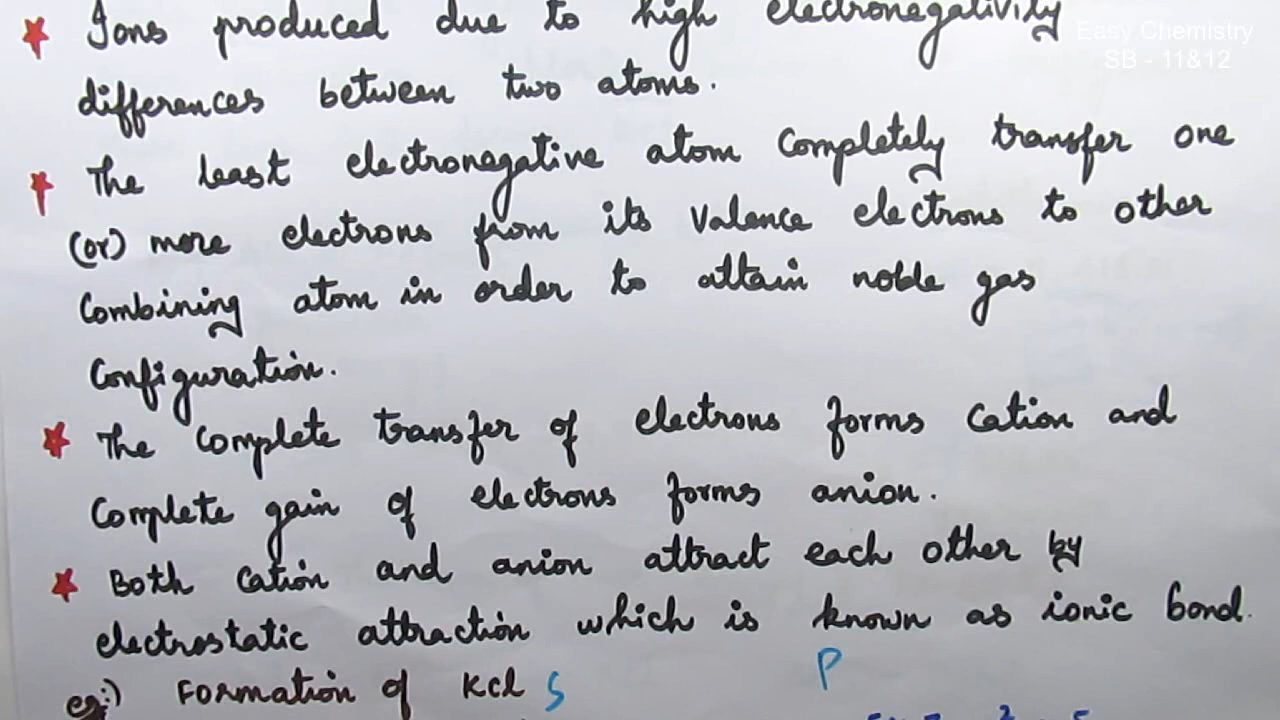 Ions produced due to high electronegativity
Easy Chemistry
SB - 11&12
differences between two atoms.
The least electronegative atom completely transfer one
(or) more electrons from its valence electrons to other
combining atom in order to attain noble gas
configuration.
The complete transfer of electrons forms cation and
complete gain of electrons forms anion.
Both cation and anion attract each other by
electrostatic attraction which is known as ionic bond.
eg:) Formation of KCl S
P